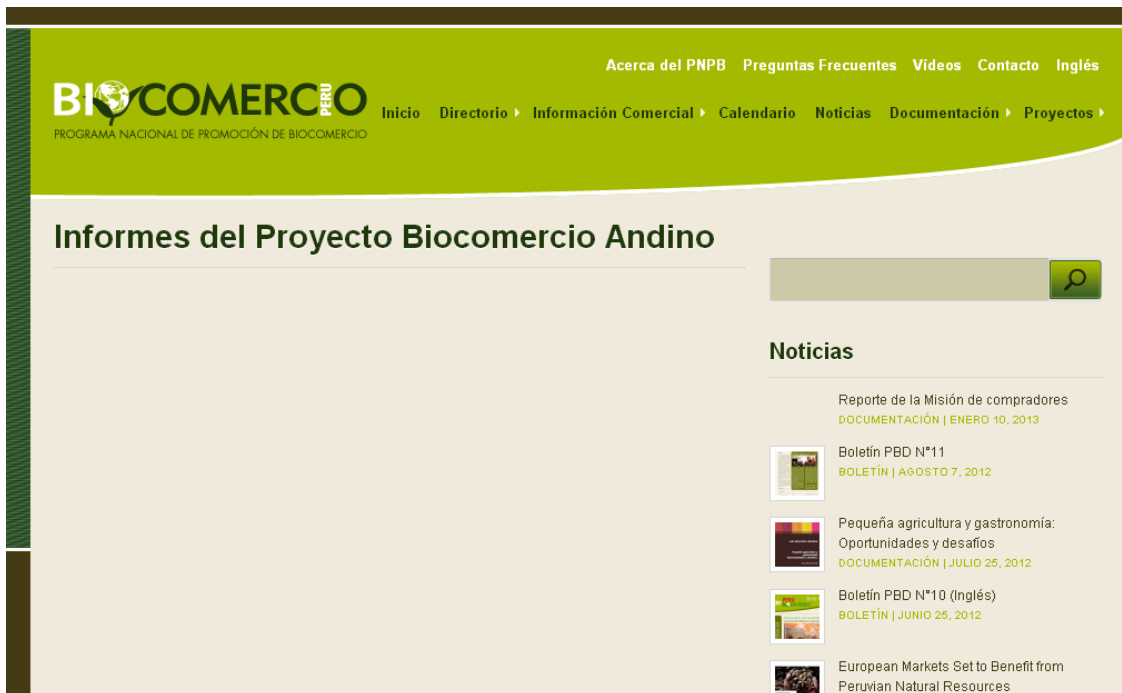 Acerca del PNPB Preguntas Frecuentes Vídeos Contacto Inglés
BIOCOMERCIO PERU
PROGRAMA NACIONAL DE PROMOCIÓN DE BIOCOMERCIO
Inicio Directorio Información Comercial Calendario Noticias Documentación Proyectos
Informes del Proyecto Biocomercio Andino
Noticias
Reporte de la Misión de compradores
DOCUMENTACIÓN | ENERO 10, 2013
Boletín PBD N°11
BOLETÍN | AGOSTO 7, 2012
Pequeña agricultura y gastronomía:
Oportunidades y desafíos
DOCUMENTACIÓN | JULIO 25, 2012
Boletín PBD N°10 (Inglés)
BOLETÍN | JUNIO 25, 2012
European Markets Set to Benefit from
Peruvian Natural Resources